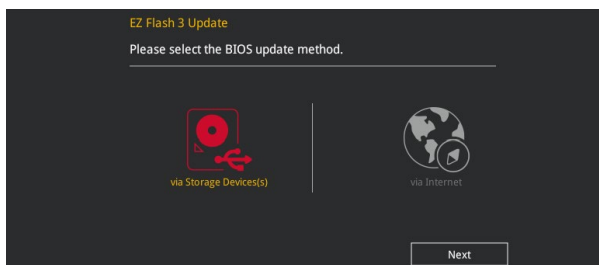 EZ Flash 3 Update
Please select the BIOS update method.
via Storage Devices(s)
via Internet
Next